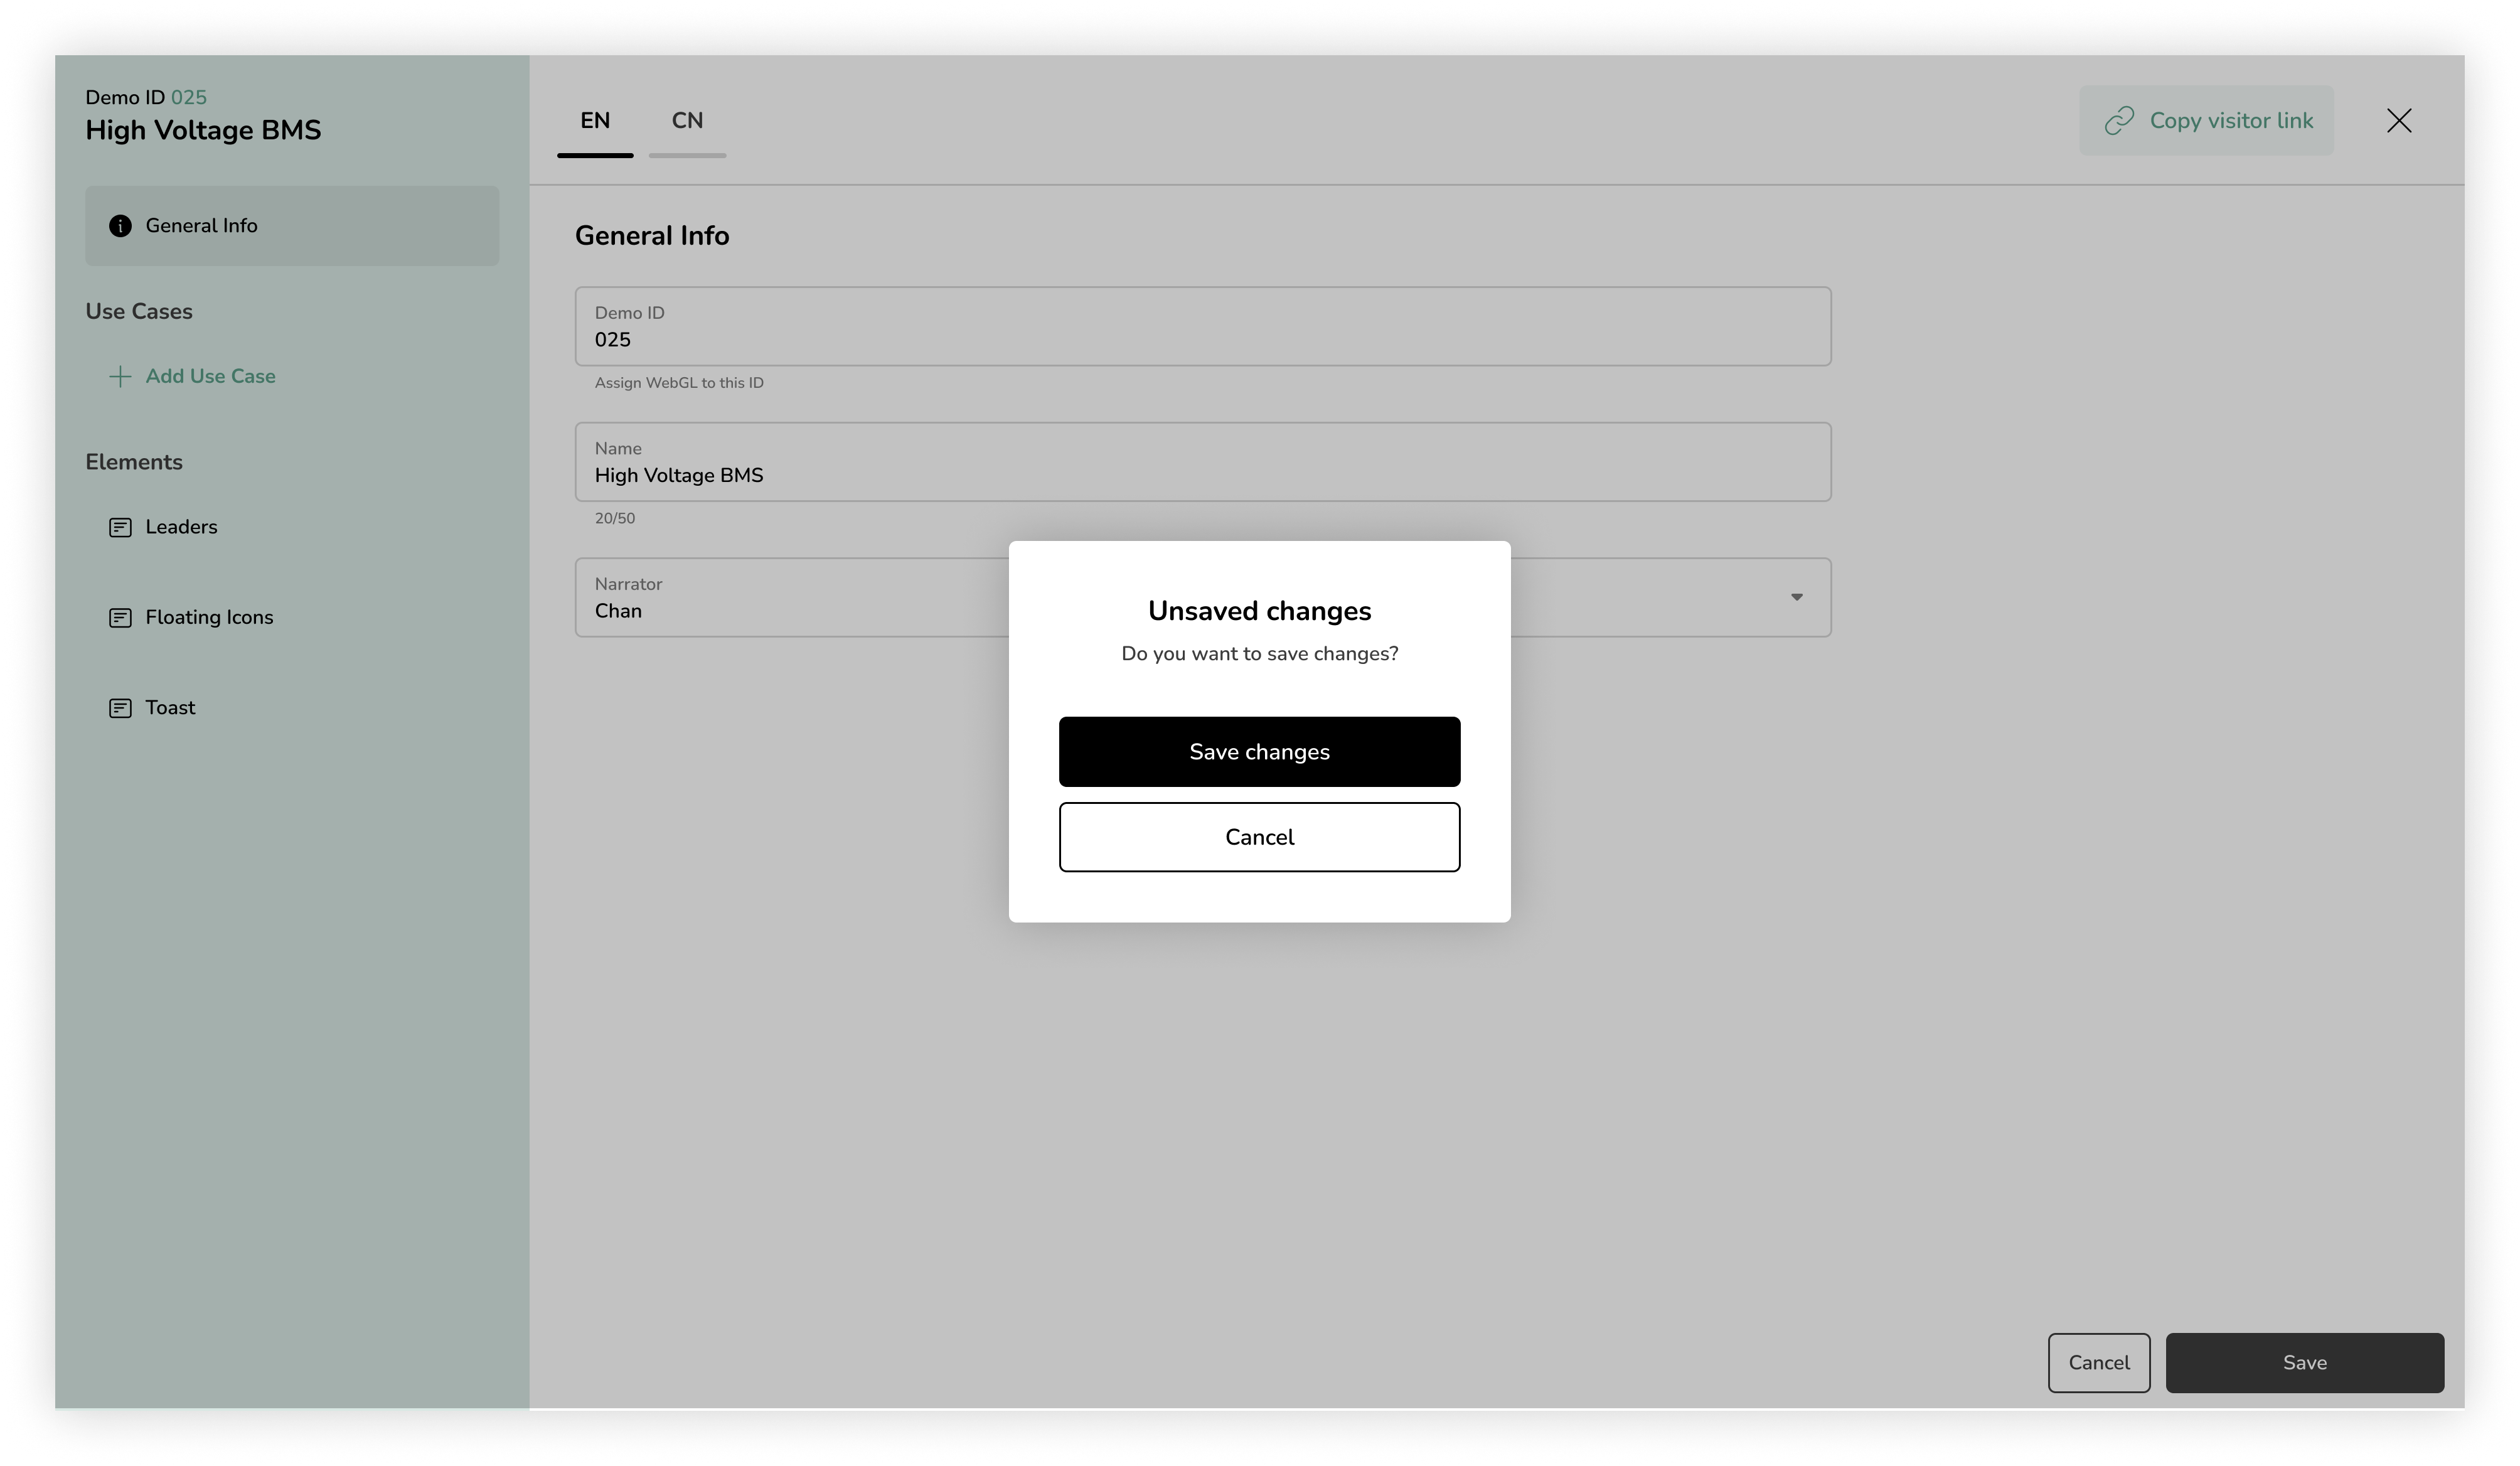 Demo ID 025
High Voltage BMS
General Info
Use Cases
Add Use Case
Elements
Leaders
Floating Icons
Toast
EN
CN
Copy visitor link
General Info
Demo ID
025
Assign WebGL to this ID
Name
High Voltage BMS
20/50
Narrator
Chan
Unsaved changes
Do you want to save changes?
Save changes
Cancel
Cancel
Save